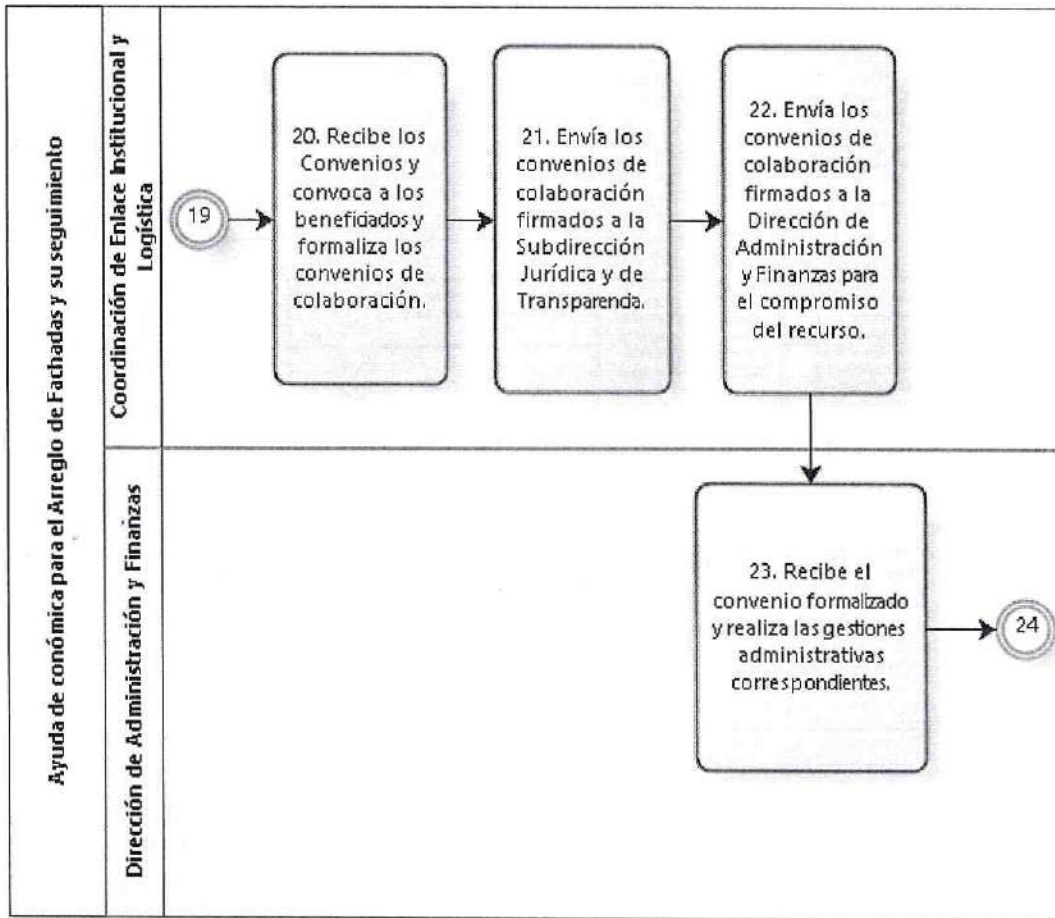 Ayuda de conómica para el Arreglo de Fachadas y su seguimiento
Coordinación de Enlace Institucional y
Logística
19
20. Recibe los
Convenios y
convoca a los
beneficiados y
formaliza los
convenios de
colaboración.
21. Envía los
convenios de
colaboración
firmados a la
Subdirección
Jurídica y de
Transparencia.
22. Envía los
convenios de
colaboración
firmados a la
Dirección de
Administración
y Finanzas para
el compromiso
del recurso.
Dirección de Administración y Finanzas
23. Recibe el
convenio formalizado
y realiza las gestiones
administrativas
correspondientes.
24